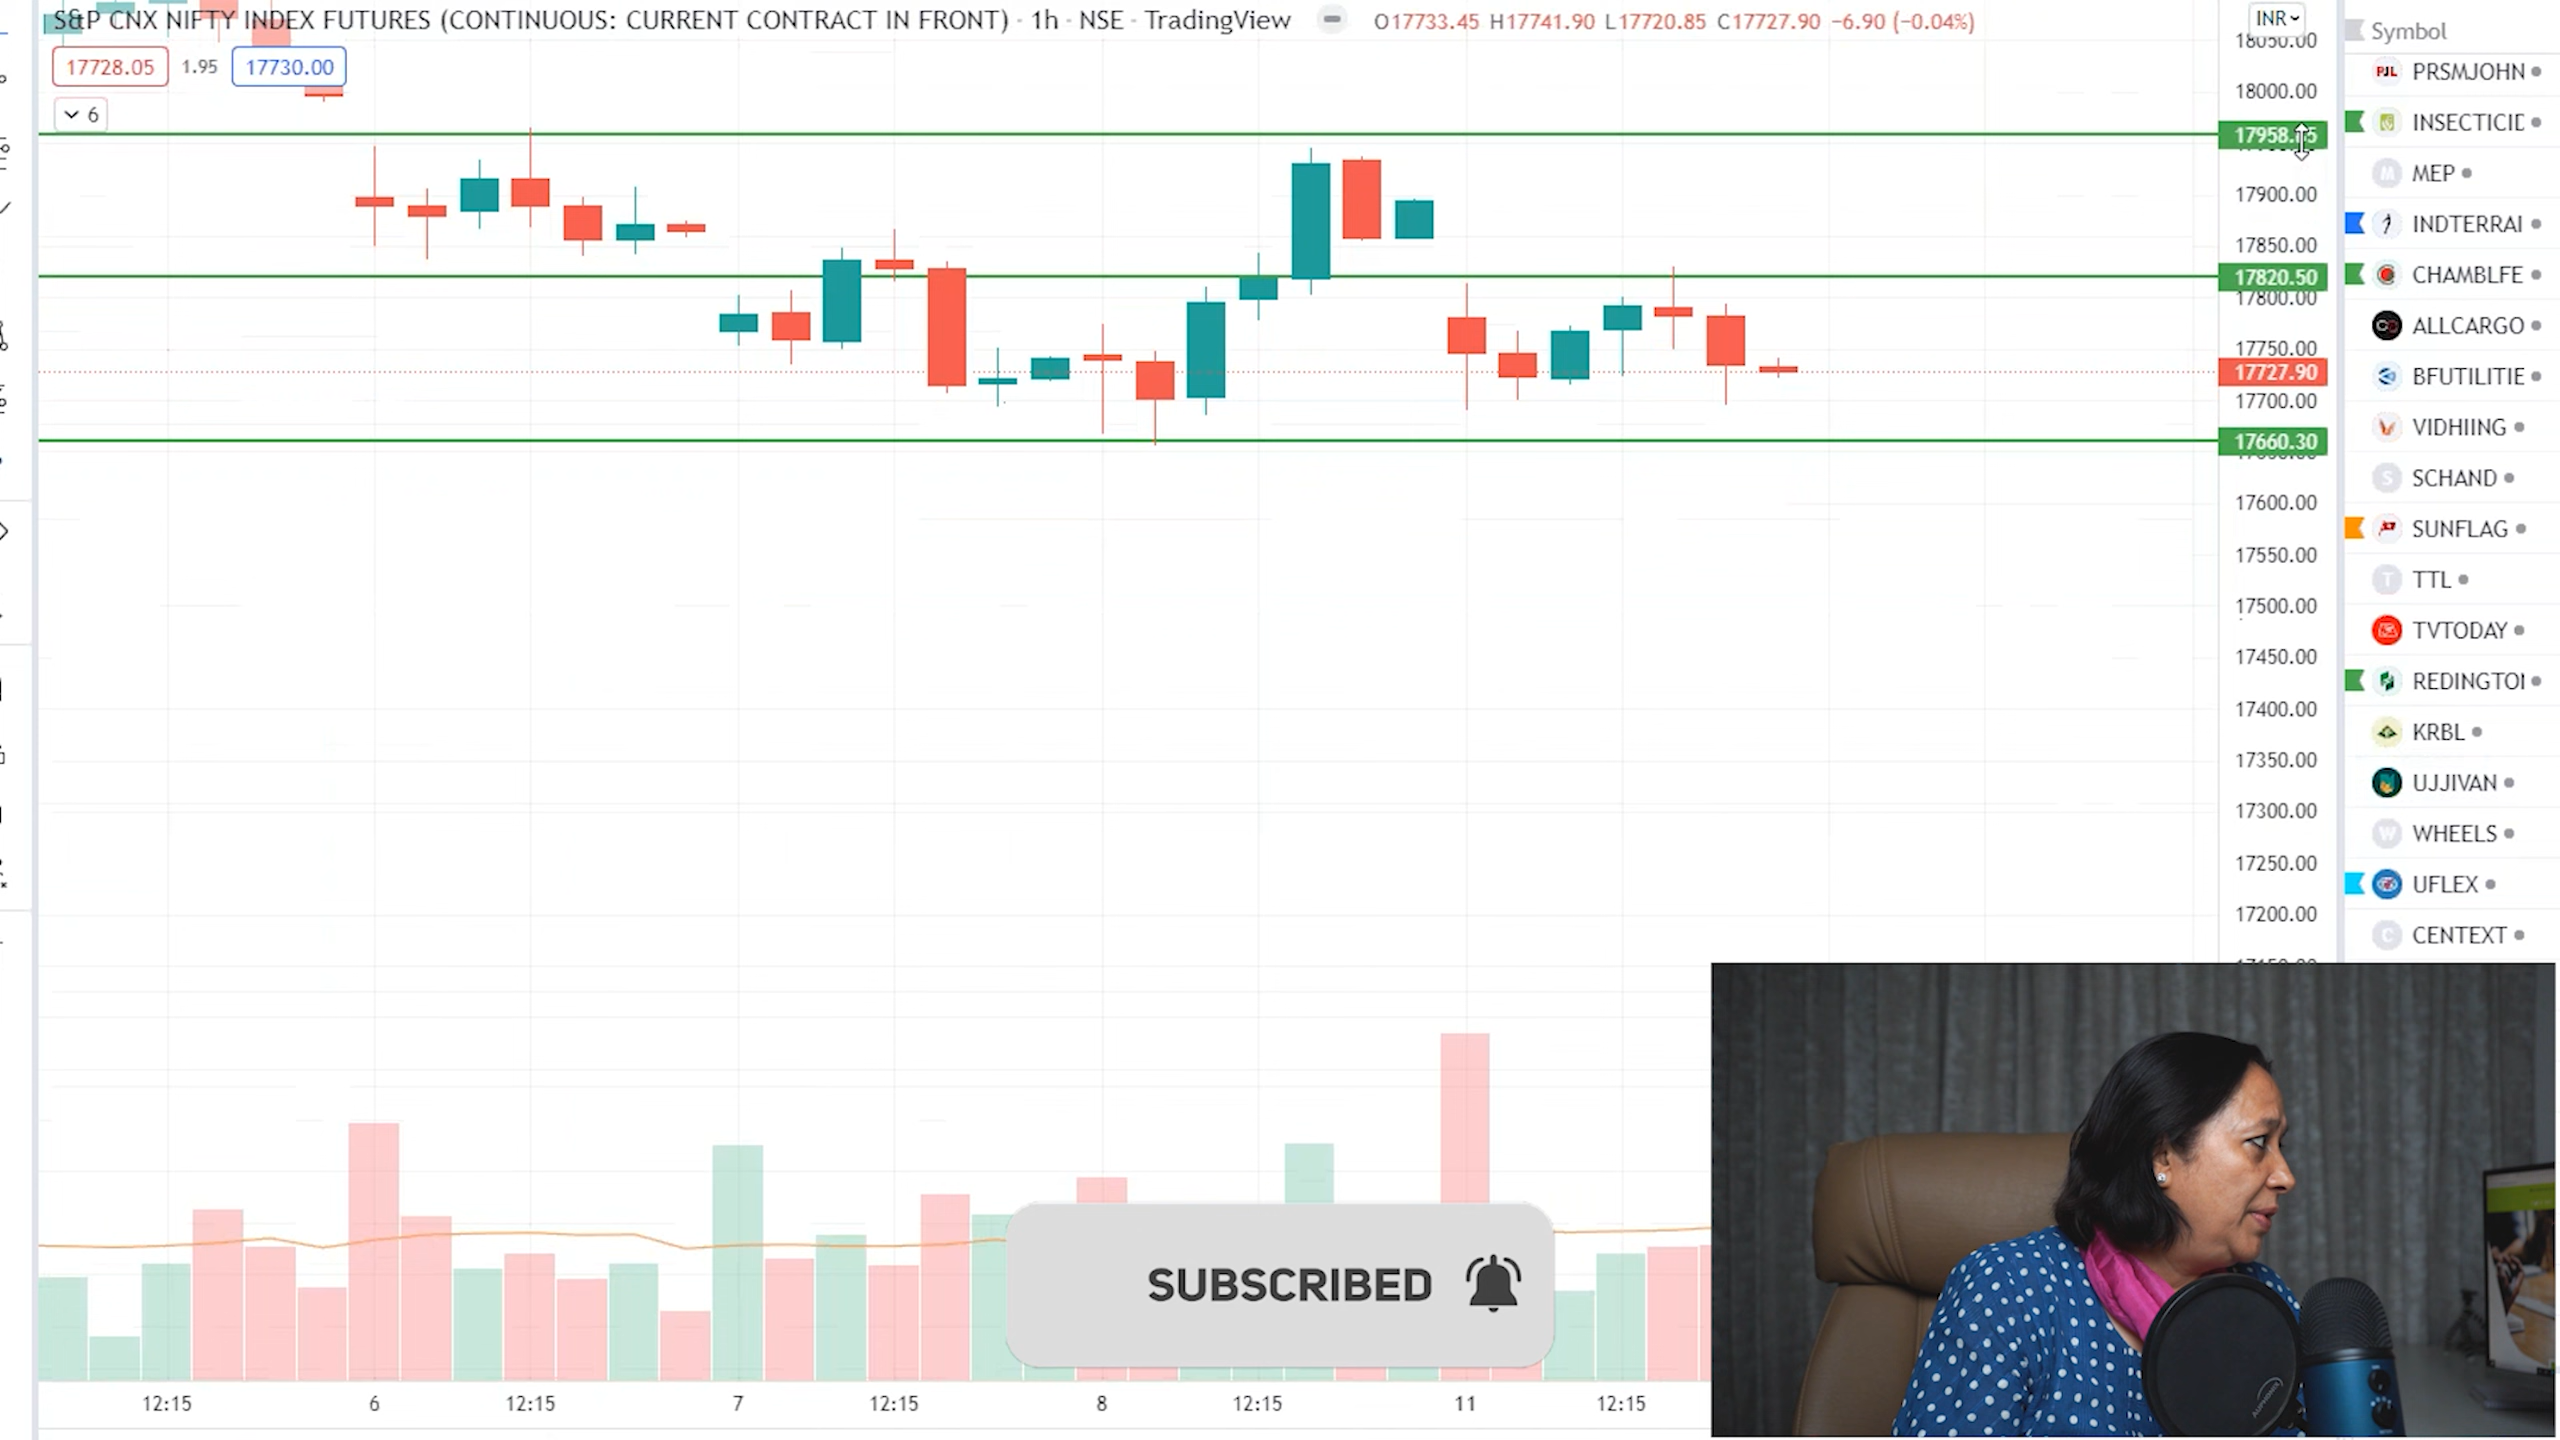 S&P CNX NIFTY INDEX FUTURES (CONTINUOUS: CURRENT CONTRACT IN FRONT) · 1h · NSE · TradingView O17733.45 H17741.90 L17720.85 C17727.90 −6.90 (−0.04%)
17728.05 1.95 17730.00
6
INR
18050.00
18000.00
17900.00
17850.00
17820.50
17800.00
17750.00
17727.90
17700.00
17660.30
17600.00
17550.00
17500.00
17450.00
17400.00
17350.00
17300.00
17250.00
17200.00
Symbol
PJL PRSMJOHN
INSECTICID
M MEP
INDTERRAI
CHAMBLFE
ALLCARGO
BFUTILITIE
VIDHIING
S SCHAND
SUNFLAG
T TTL
TVTODAY
REDINGTO
KRBL
UJJIVAN
W WHEELS
UFLEX
C CENTEXT
SUBSCRIBED
12:15 6 12:15 7 12:15 8 12:15 11 12:15